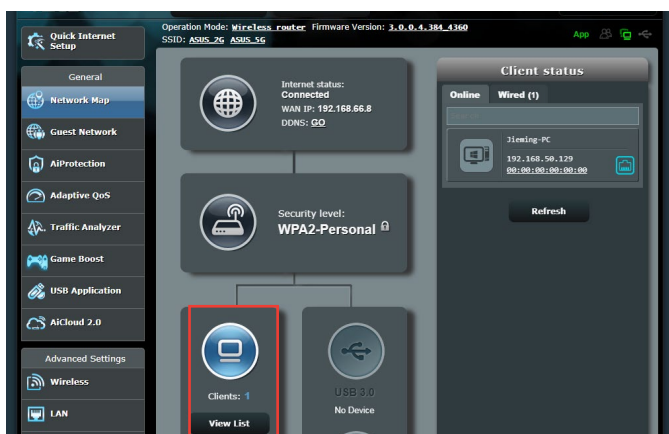 Operation Mode: Wireless router Firmware Version: 3.0.0.4.384_4360
SSID: ASUS_2G ASUS_5G
App
Quick Internet
Setup
General
Network Map
Guest Network
AiProtection
Adaptive QoS
Traffic Analyzer
Game Boost
USB Application
AiCloud 2.0
Advanced Settings
Wireless
LAN
Internet status:
Connected
WAN IP: 192.168.66.8
DDNS: GO
Security level:
WPA2-Personal
Clients: 1
View List
USB 3.0
No Device
Client status
Online Wired (1)
Jieming-PC
192.168.50.129
00:00:00:00:00:00
Refresh